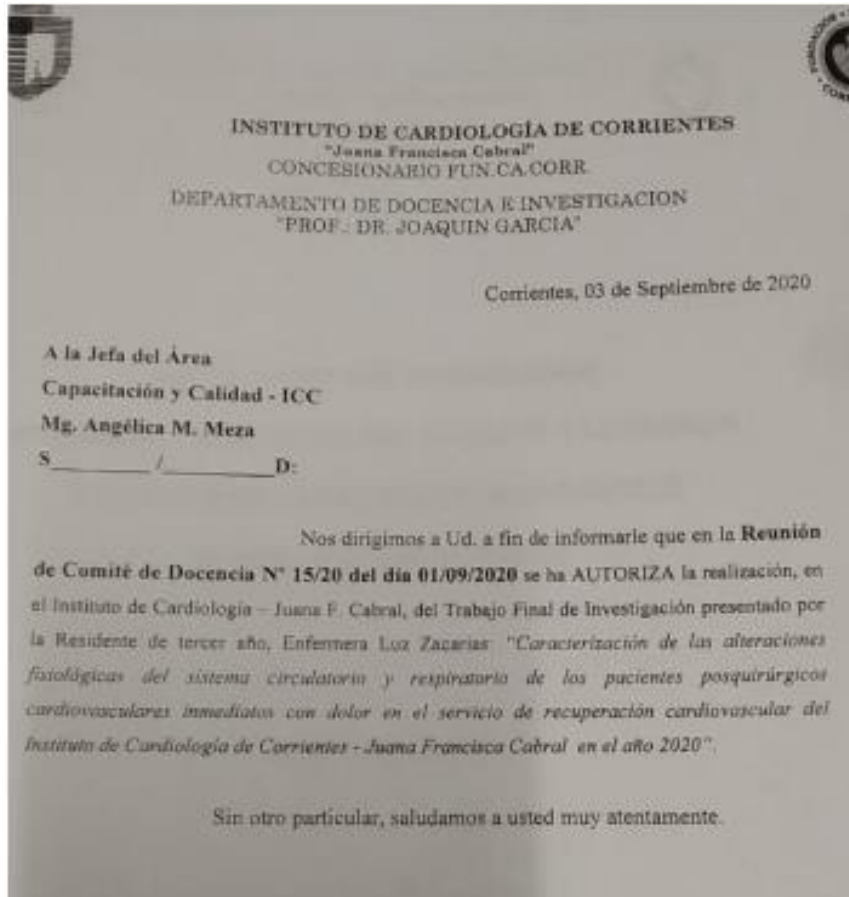 INSTITUTO DE CARDIOLOGÍA DE CORRIENTES
"Juana Francisca Cabral"
CONCESIONARIO FUN.CA.CORR.
DEPARTAMENTO DE DOCENCIA E INVESTIGACION
"PROF.: DR. JOAQUIN GARCIA"
Corrientes, 03 de Septiembre de 2020
A la Jefa del Área
Capacitación y Calidad - ICC
Mg. Angélica M. Meza
S_________/__________D:
Nos dirigimos a Ud. a fin de informarle que en la Reunión
de Comité de Docencia N° 15/20 del día 01/09/2020 se ha AUTORIZA la realización, en
el Instituto de Cardiología – Juana F. Cabral, del Trabajo Final de Investigación presentado por
la Residente de tercer año, Enfermera Luz Zacarias: "Caracterización de las alteraciones
fisiológicas del sistema circulatorio y respiratorio de los pacientes posquirúrgicos
cardiovasculares inmediatos con dolor en el servicio de recuperación cardiovascular del
Instituto de Cardiología de Corrientes - Juana Francisca Cabral en el año 2020".
Sin otro particular, saludamos a usted muy atentamente.